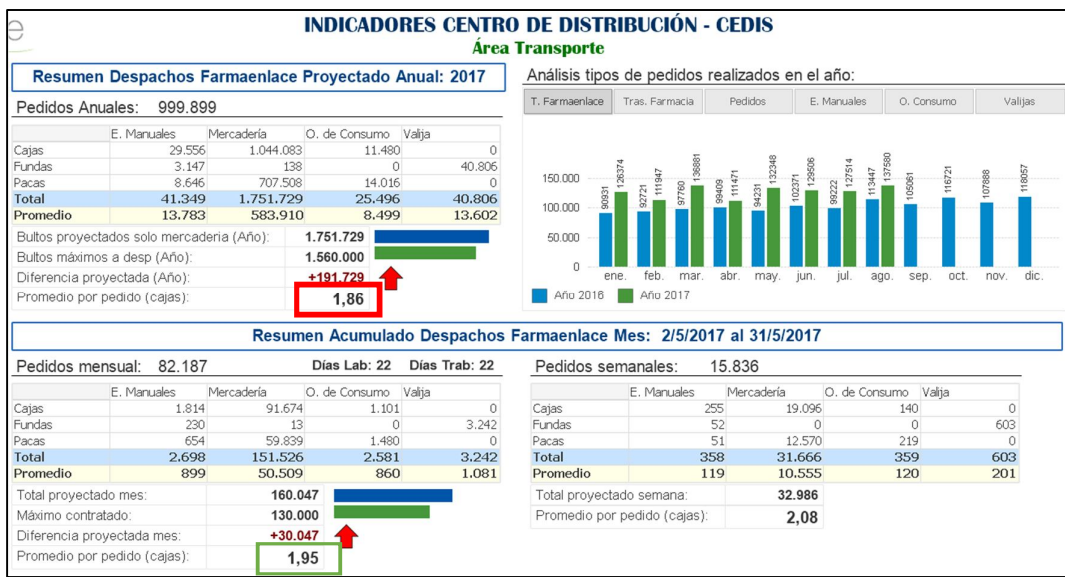 e
INDICADORES CENTRO DE DISTRIBUCIÓN - CEDIS
Área Transporte
Resumen Despachos Farmaenlace Proyectado Anual: 2017
Pedidos Anuales: 999.899
E. Manuales Mercadería O. de Consumo Valija
Cajas 29.556 1.044.083 11.480 0
Fundas 3.147 138 0 40.806
Pacas 8.646 707.508 14.016 0
Total 41.349 1.751.729 25.496 40.806
Promedio 13.783 583.910 8.499 13.602
Bultos proyectados solo mercaderia (Año): 1.751.729
Bultos máximos a desp (Año): 1.560.000
Diferencia proyectada (Año): +191.729
Promedio por pedido (cajas): 1,86
Análisis tipos de pedidos realizados en el año:
T. Farmaenlace Tras. Farmacia Pedidos E. Manuales O. Consumo Valijas
150.000
100.000
50.000
0
90931 126374 92721 111947 97760 136881 99409 111471 94231 132348 102371 129506 99222 127514 113447 137580 105061 116721 107888 118057
ene. feb. mar. abr. may. jun. jul. ago. sep. oct. nov. dic.
Año 2016 Año 2017
Resumen Acumulado Despachos Farmaenlace Mes: 2/5/2017 al 31/5/2017
Pedidos mensual: 82.187 Días Lab: 22 Días Trab: 22
E. Manuales Mercadería O. de Consumo Valija
Cajas 1.814 91.674 1.101 0
Fundas 230 13 0 3.242
Pacas 654 59.839 1.480 0
Total 2.698 151.526 2.581 3.242
Promedio 899 50.509 860 1.081
Total proyectado mes: 160.047
Máximo contratado: 130.000
Diferencia proyectada mes: +30.047
Promedio por pedido (cajas): 1,95
Pedidos semanales: 15.836
E. Manuales Mercadería O. de Consumo Valija
Cajas 255 19.096 140 0
Fundas 52 0 0 603
Pacas 51 12.570 219 0
Total 358 31.666 359 603
Promedio 119 10.555 120 201
Total proyectado semana: 32.986
Promedio por pedido (cajas): 2,08